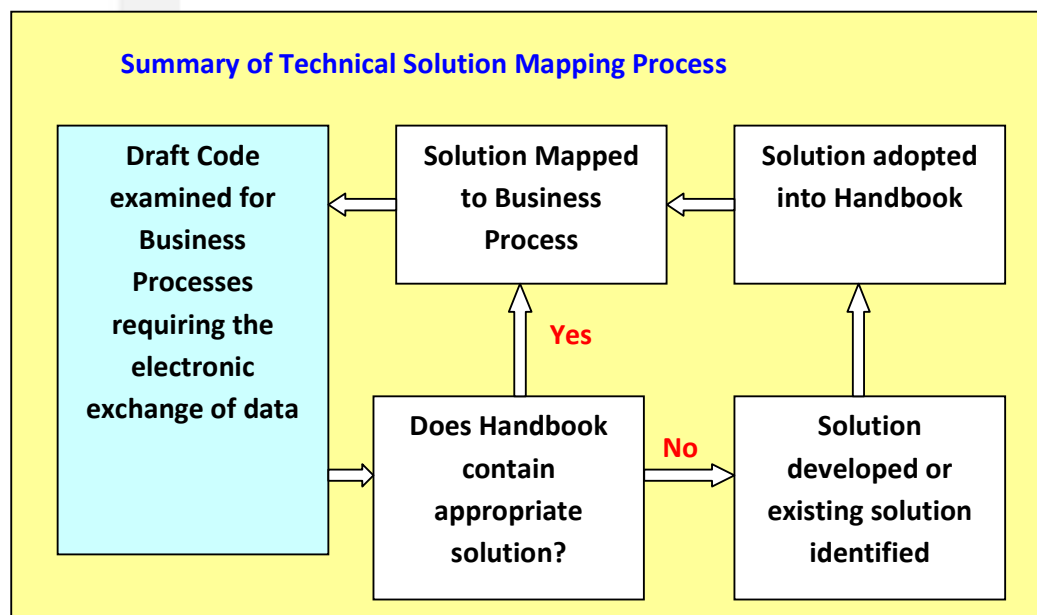 Summary of Technical Solution Mapping Process
Draft Code
examined for
Business
Processes
requiring the
electronic
exchange of data
Solution Mapped
to Business
Process
Solution adopted
into Handbook
Yes
Does Handbook
contain
appropriate
solution?
No
Solution
developed or
existing solution
identified